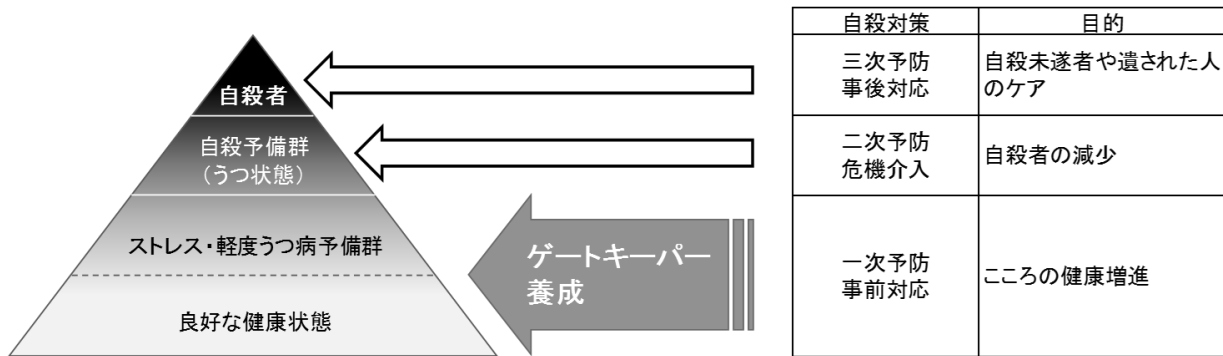 自殺者
自殺予備群
（うつ状態）
ストレス・軽度うつ病予備群
良好な健康状態
ゲートキーパー
養成
自殺対策
目的
三次予防
事後対応
自殺未遂者や遺された人
のケア
二次予防
危機介入
自殺者の減少
一次予防
事前対応
こころの健康増進